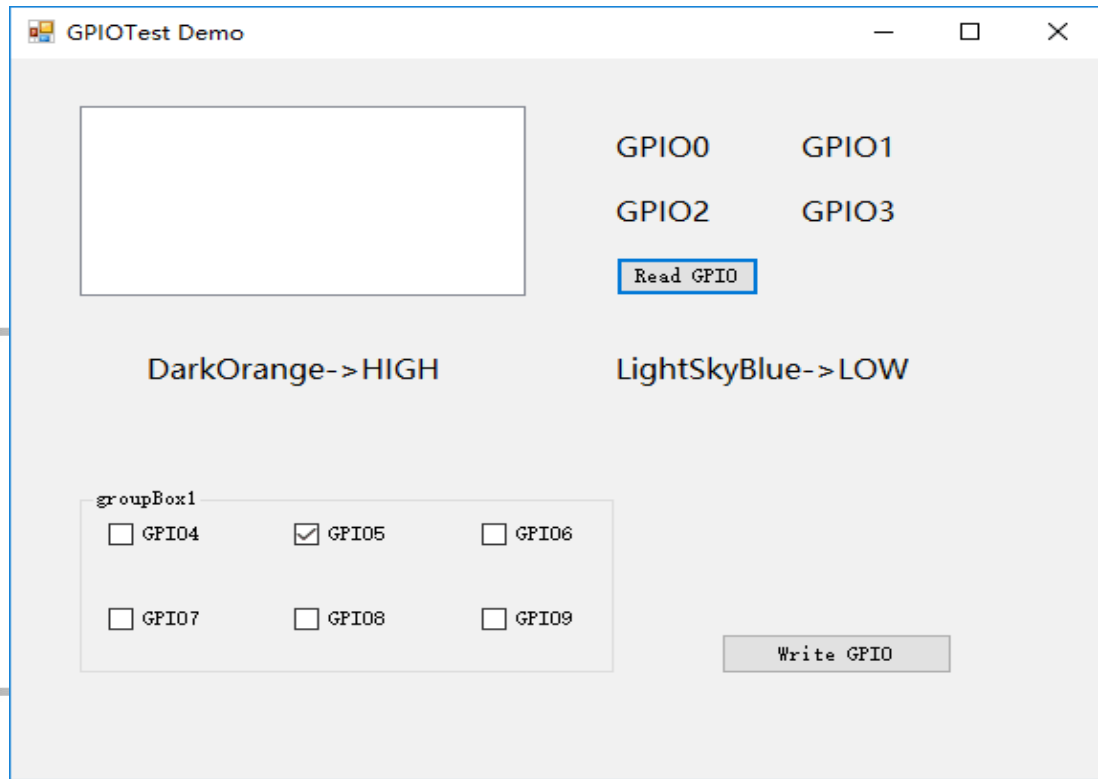 GPIOTest Demo
GPIO0 GPIO1
GPIO2 GPIO3
Read GPIO
DarkOrange->HIGH LightSkyBlue->LOW
groupBox1
GPIO4 GPIO5 GPIO6
GPIO7 GPIO8 GPIO9
Write GPIO